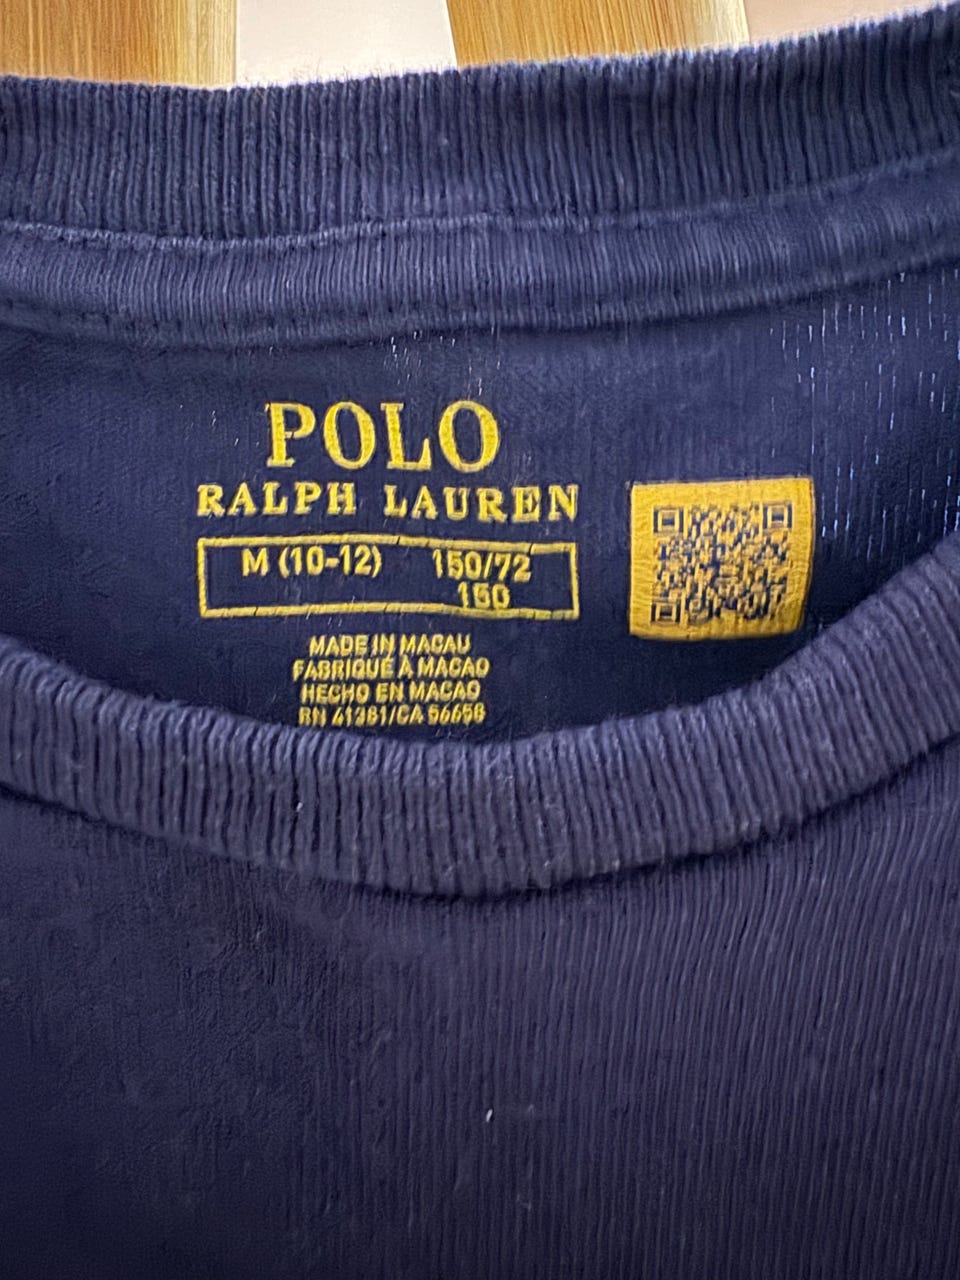 POLO
RALPH LAUREN
M (10-12) 150/72
150
MADE IN MACAU
FABRIQUÉ À MACAO
HECHO EN MACAO
RN 41381/CA 56658